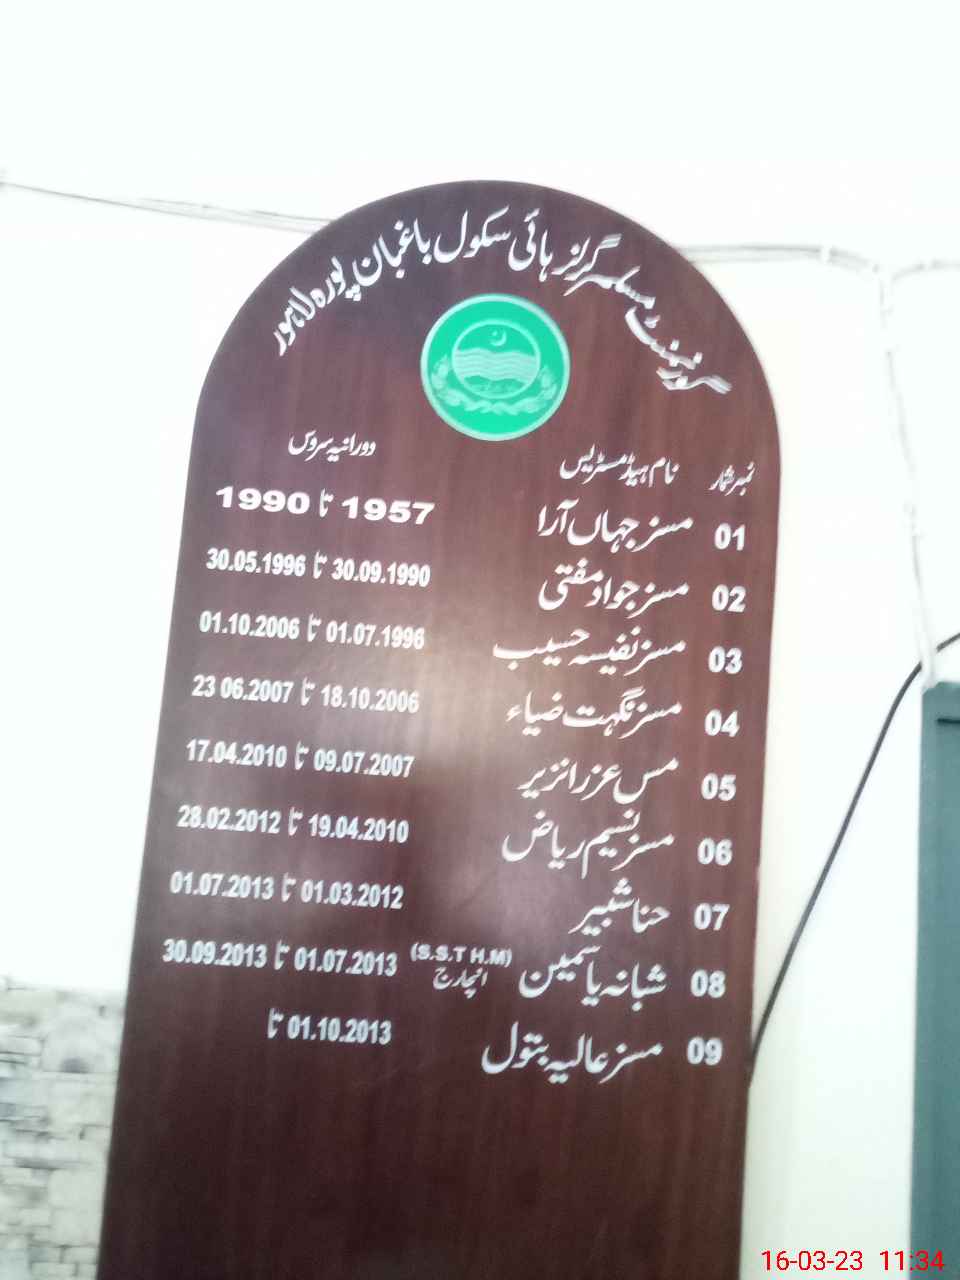 گورنمنٹ مسلم گرلز ہائی سکول باغبان پورہ لاہور
نمبر شمار نام ہیڈ مسٹریس دورانیہ سروس
01 مسز جہاں آرا 1957 تا 1990
02 مسز جواد مفتی 30.09.1990 تا 30.05.1996
03 مسز نفیسہ حسیب 01.07.1996 تا 01.10.2006
04 مسز نگہت ضیاء 18.10.2006 تا 23 06.2007
05 مس عزرا نزیر 09.07.2007 تا 17.04.2010
06 مسز نسیم ریاض 19.04.2010 تا 28.02.2012
07 حنا شبیر 01.03.2012 تا 01.07.2013
08 شبانہ یاسمین (S.S.T H.M) انچارج 01.07.2013 تا 30.09.2013
09 مسز عالیہ بتول 01.10.2013 تا
16-03-23 11:34